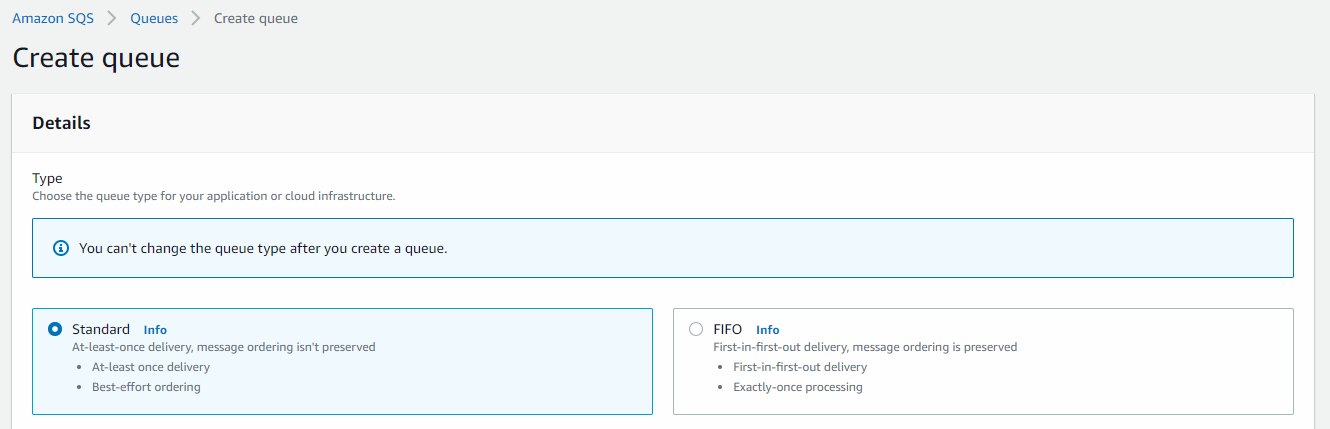 Amazon SQS > Queues > Create queue
Create queue
Details
Type
Choose the queue type for your application or cloud infrastructure.
You can't change the queue type after you create a queue.
Standard Info
At-least-once delivery, message ordering isn't preserved
• At-least once delivery
• Best-effort ordering
FIFO Info
First-in-first-out delivery, message ordering is preserved
• First-in-first-out delivery
• Exactly-once processing